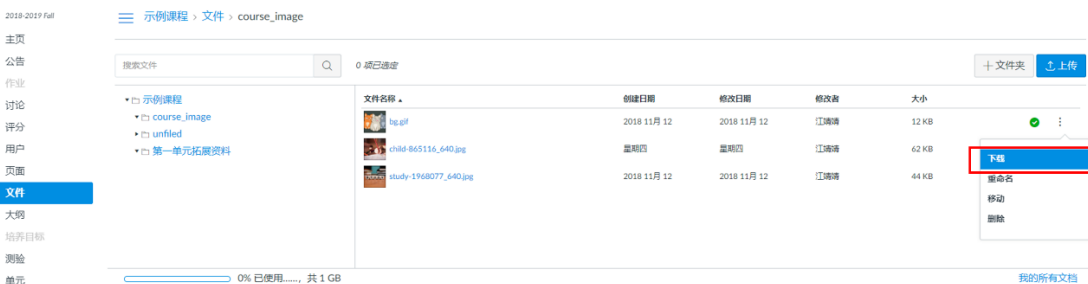 2018-2019 Fall
示例课程 › 文件 › course_image
主页
公告
作业
讨论
评分
用户
页面
文件
大纲
培养目标
测验
单元
搜索文件
0 项已选定
文件夹
上传
示例课程
course_image
unfiled
第一单元拓展资料
文件名称 创建日期 修改日期 修改者 大小
bg.gif 2018 11月 12 2018 11月 12 江婧婧 12 KB
child-865116_640.jpg 星期四 星期四 江婧婧 62 KB
study-1968077_640.jpg 2018 11月 12 2018 11月 12 江婧婧 44 KB
下载
重命名
移动
删除
0% 已使用……，共 1 GB
我的所有文档